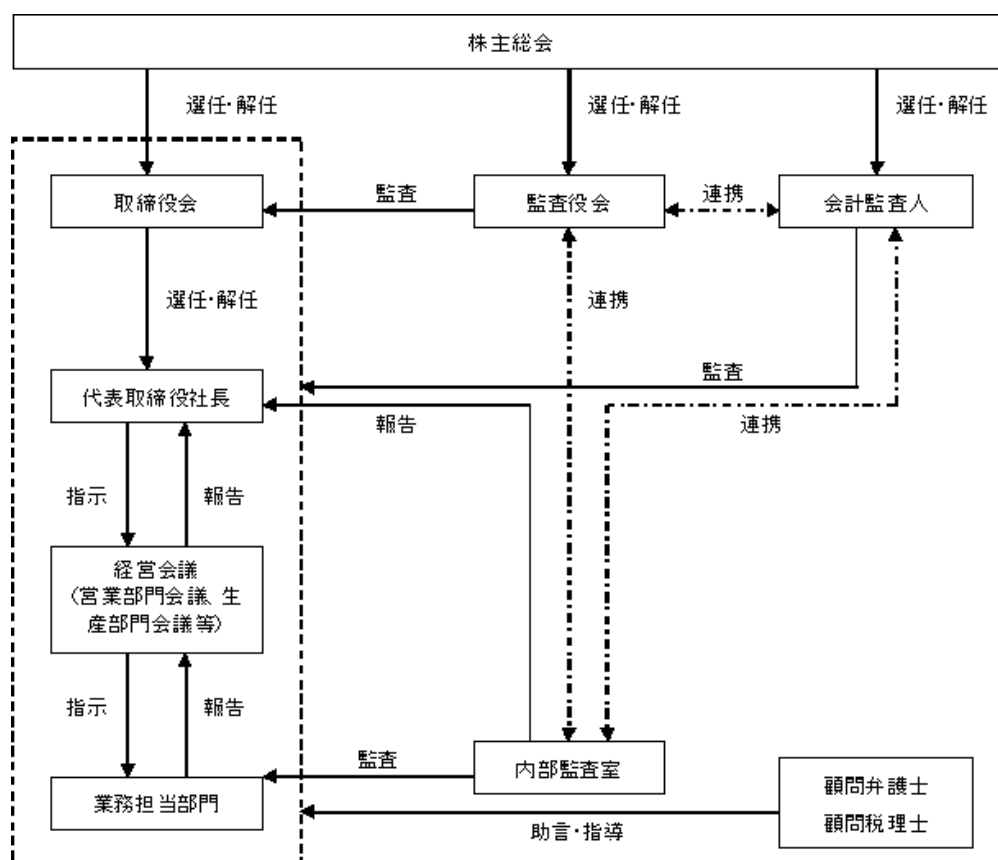 株主総会
選任・解任
選任・解任
選任・解任
取締役会
監査
監査役会
連携
会計監査人
選任・解任
連携
監査
代表取締役社長
報告
連携
指示
報告
経営会議
(営業部門会議、生
産部門会議等)
指示
報告
監査
内部監査室
業務担当部門
顧問弁護士
顧問税理士
助言・指導